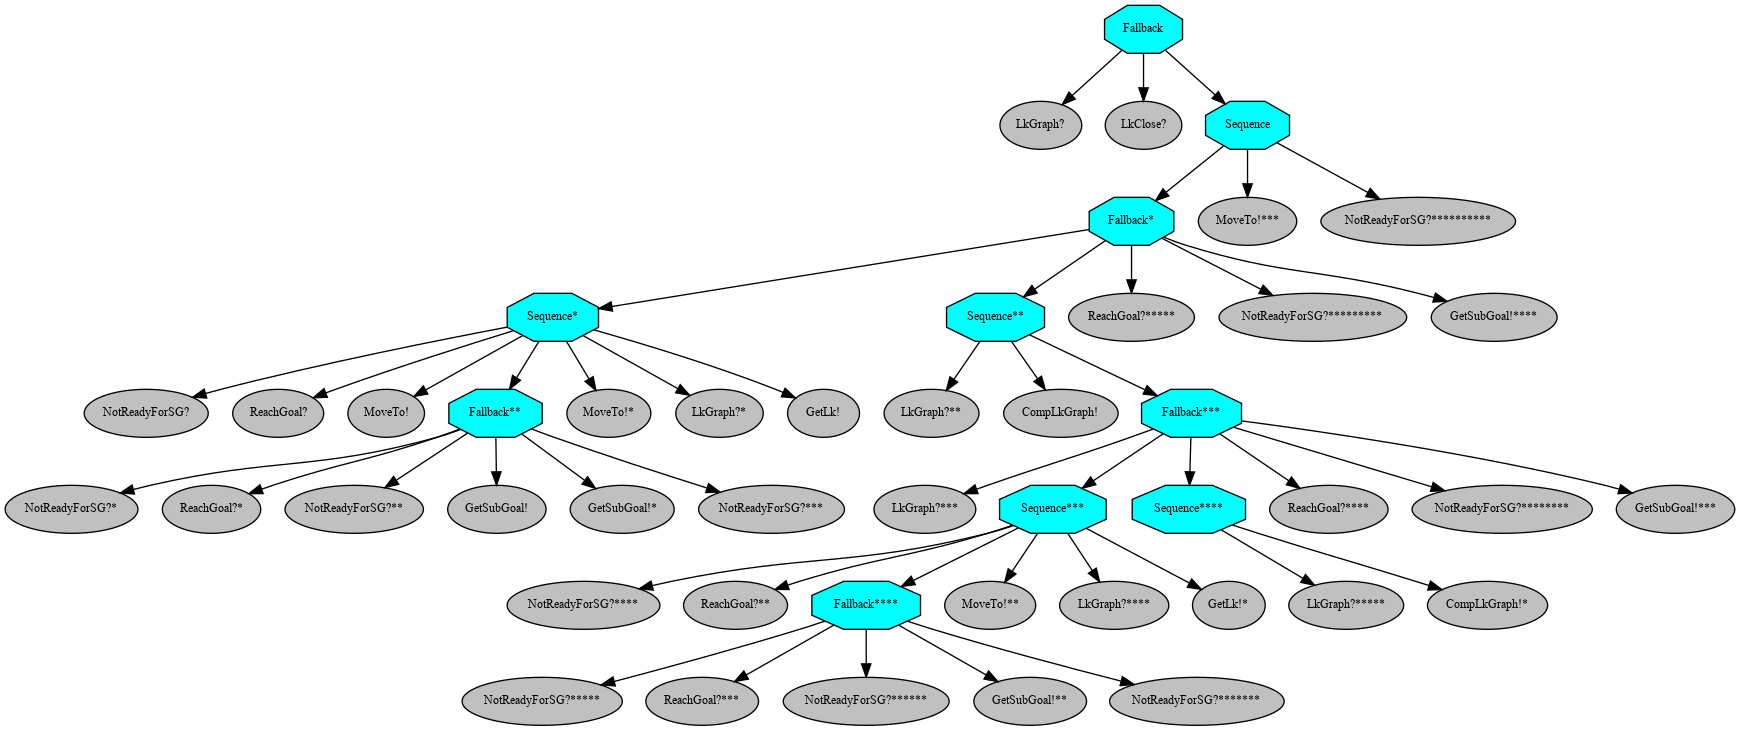 Fallback
LkGraph?
LkClose?
Sequence
Fallback*
MoveTo!***
NotReadyForSG?**********
Sequence*
Sequence**
ReachGoal?*****
NotReadyForSG?*********
GetSubGoal!****
NotReadyForSG?
ReachGoal?
MoveTo!
Fallback**
MoveTo!*
LkGraph?*
GetLk!
LkGraph?**
CompLkGraph!
Fallback***
NotReadyForSG?*
ReachGoal?*
NotReadyForSG?**
GetSubGoal!
GetSubGoal!*
NotReadyForSG?***
LkGraph?***
Sequence***
Sequence****
ReachGoal?****
NotReadyForSG?********
GetSubGoal!***
NotReadyForSG?****
ReachGoal?**
Fallback****
MoveTo!**
LkGraph?****
GetLk!*
LkGraph?*****
CompLkGraph!*
NotReadyForSG?*****
ReachGoal?***
NotReadyForSG?******
GetSubGoal!**
NotReadyForSG?*******